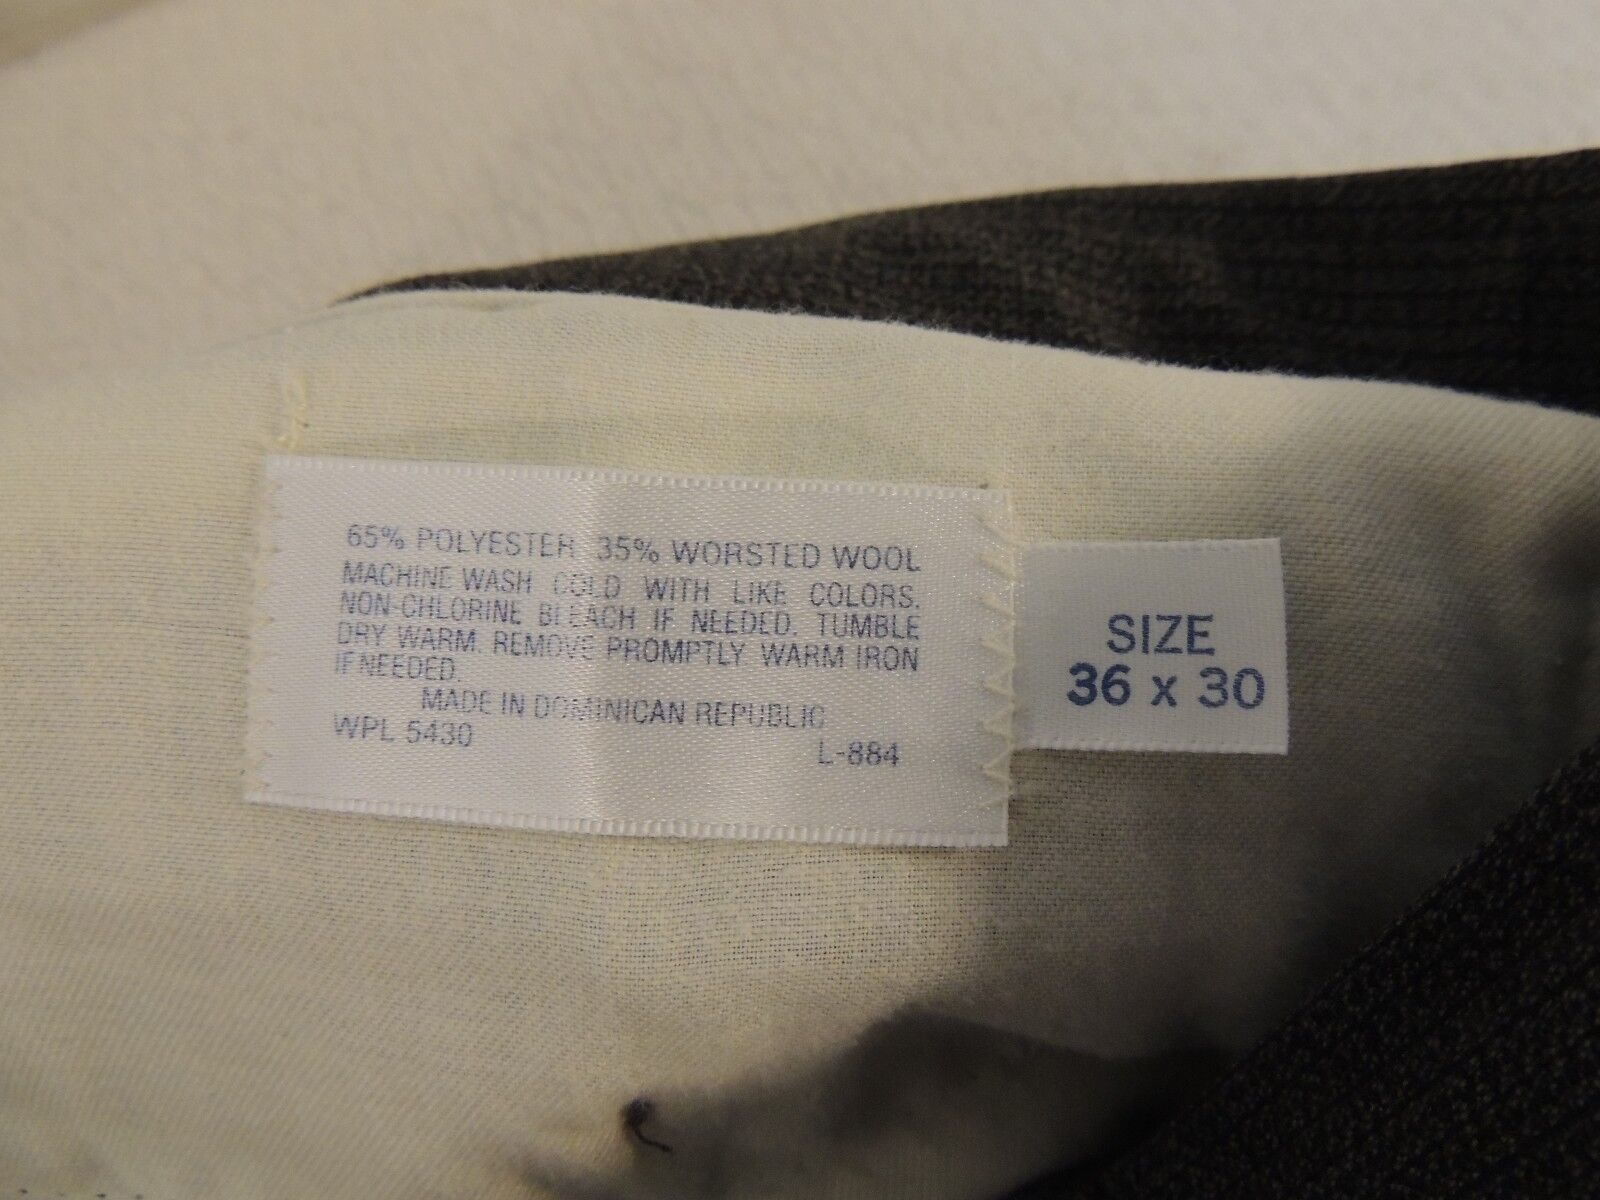 65% POLYESTER 35% WORSTED WOOL
MACHINE WASH COLD WITH LIKE COLORS.
NON-CHLORINE BLEACH IF NEEDED. TUMBLE
DRY WARM. REMOVE PROMPTLY. WARM IRON
IF NEEDED.
MADE IN DOMINICAN REPUBLIC
WPL 5430
L-884
SIZE
36 x 30